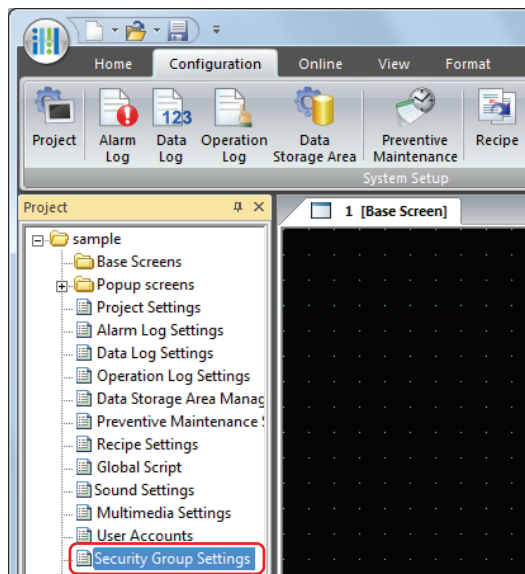 Home Configuration Online View Format
Project Alarm Log Data Log Operation Log Data Storage Area Preventive Maintenance Recipe
123
System Setup
Project
1 [Base Screen]
sample
Base Screens
Popup screens
Project Settings
Alarm Log Settings
Data Log Settings
Operation Log Settings
Data Storage Area Manag
Preventive Maintenance S
Recipe Settings
Global Script
Sound Settings
Multimedia Settings
User Accounts
Security Group Settings